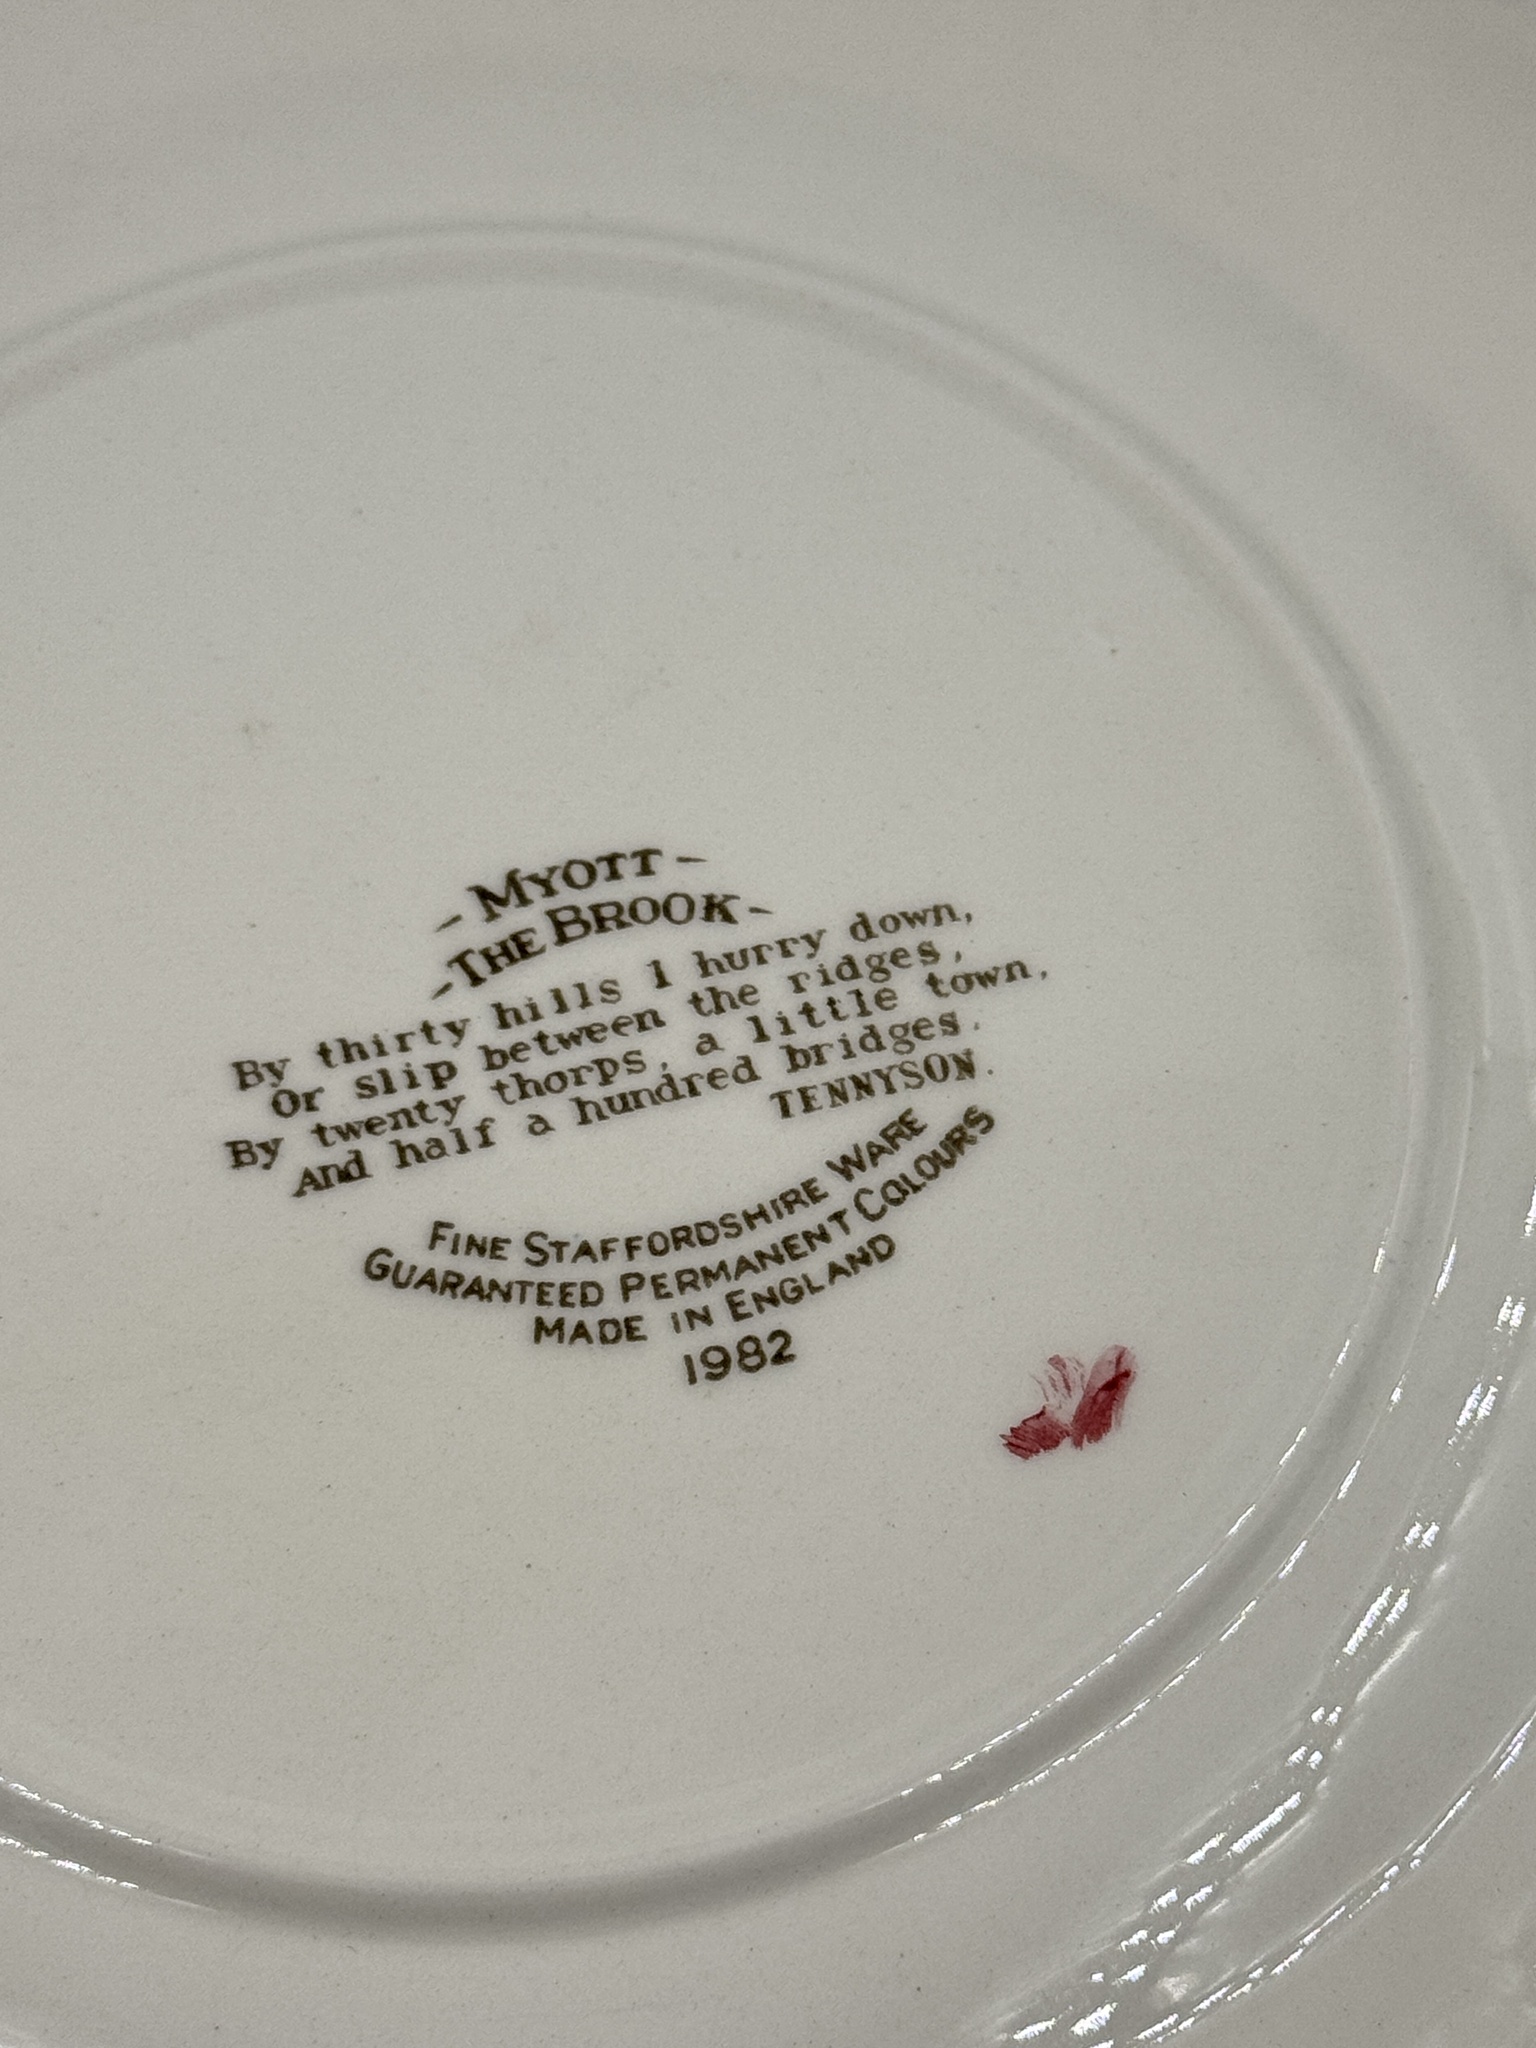 - MYOTT -
- THE BROOK -
By thirty hills I hurry down,
Or slip between the ridges,
By twenty thorps, a little town,
And half a hundred bridges.
TENNYSON.
FINE STAFFORDSHIRE WARE
GUARANTEED PERMANENT COLOURS
MADE IN ENGLAND
1982